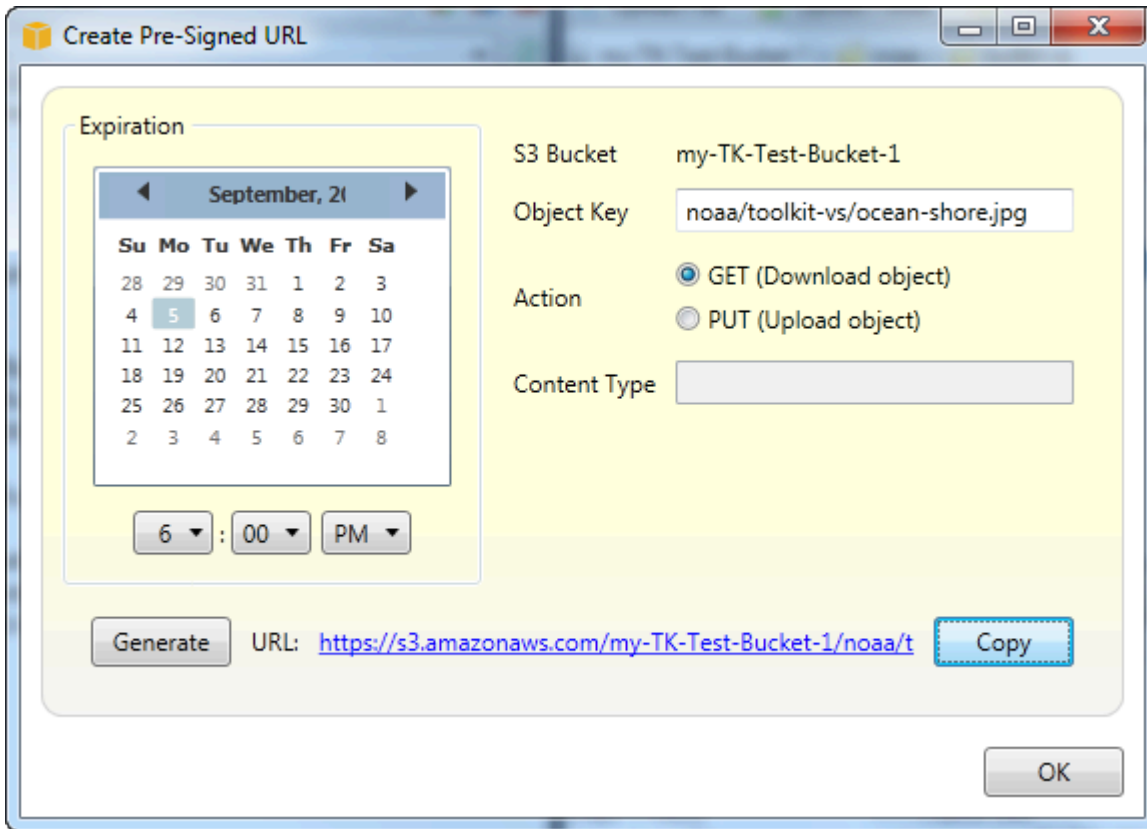 Create Pre-Signed URL
Expiration
September, 20
Su Mo Tu We Th Fr Sa
28 29 30 31 1 2 3
4 5 6 7 8 9 10
11 12 13 14 15 16 17
18 19 20 21 22 23 24
25 26 27 28 29 30 1
2 3 4 5 6 7 8
6 : 00 PM
S3 Bucket my-TK-Test-Bucket-1
Object Key noaa/toolkit-vs/ocean-shore.jpg
Action
GET (Download object)
PUT (Upload object)
Content Type
Generate URL: https://s3.amazonaws.com/my-TK-Test-Bucket-1/noaa/t Copy
OK